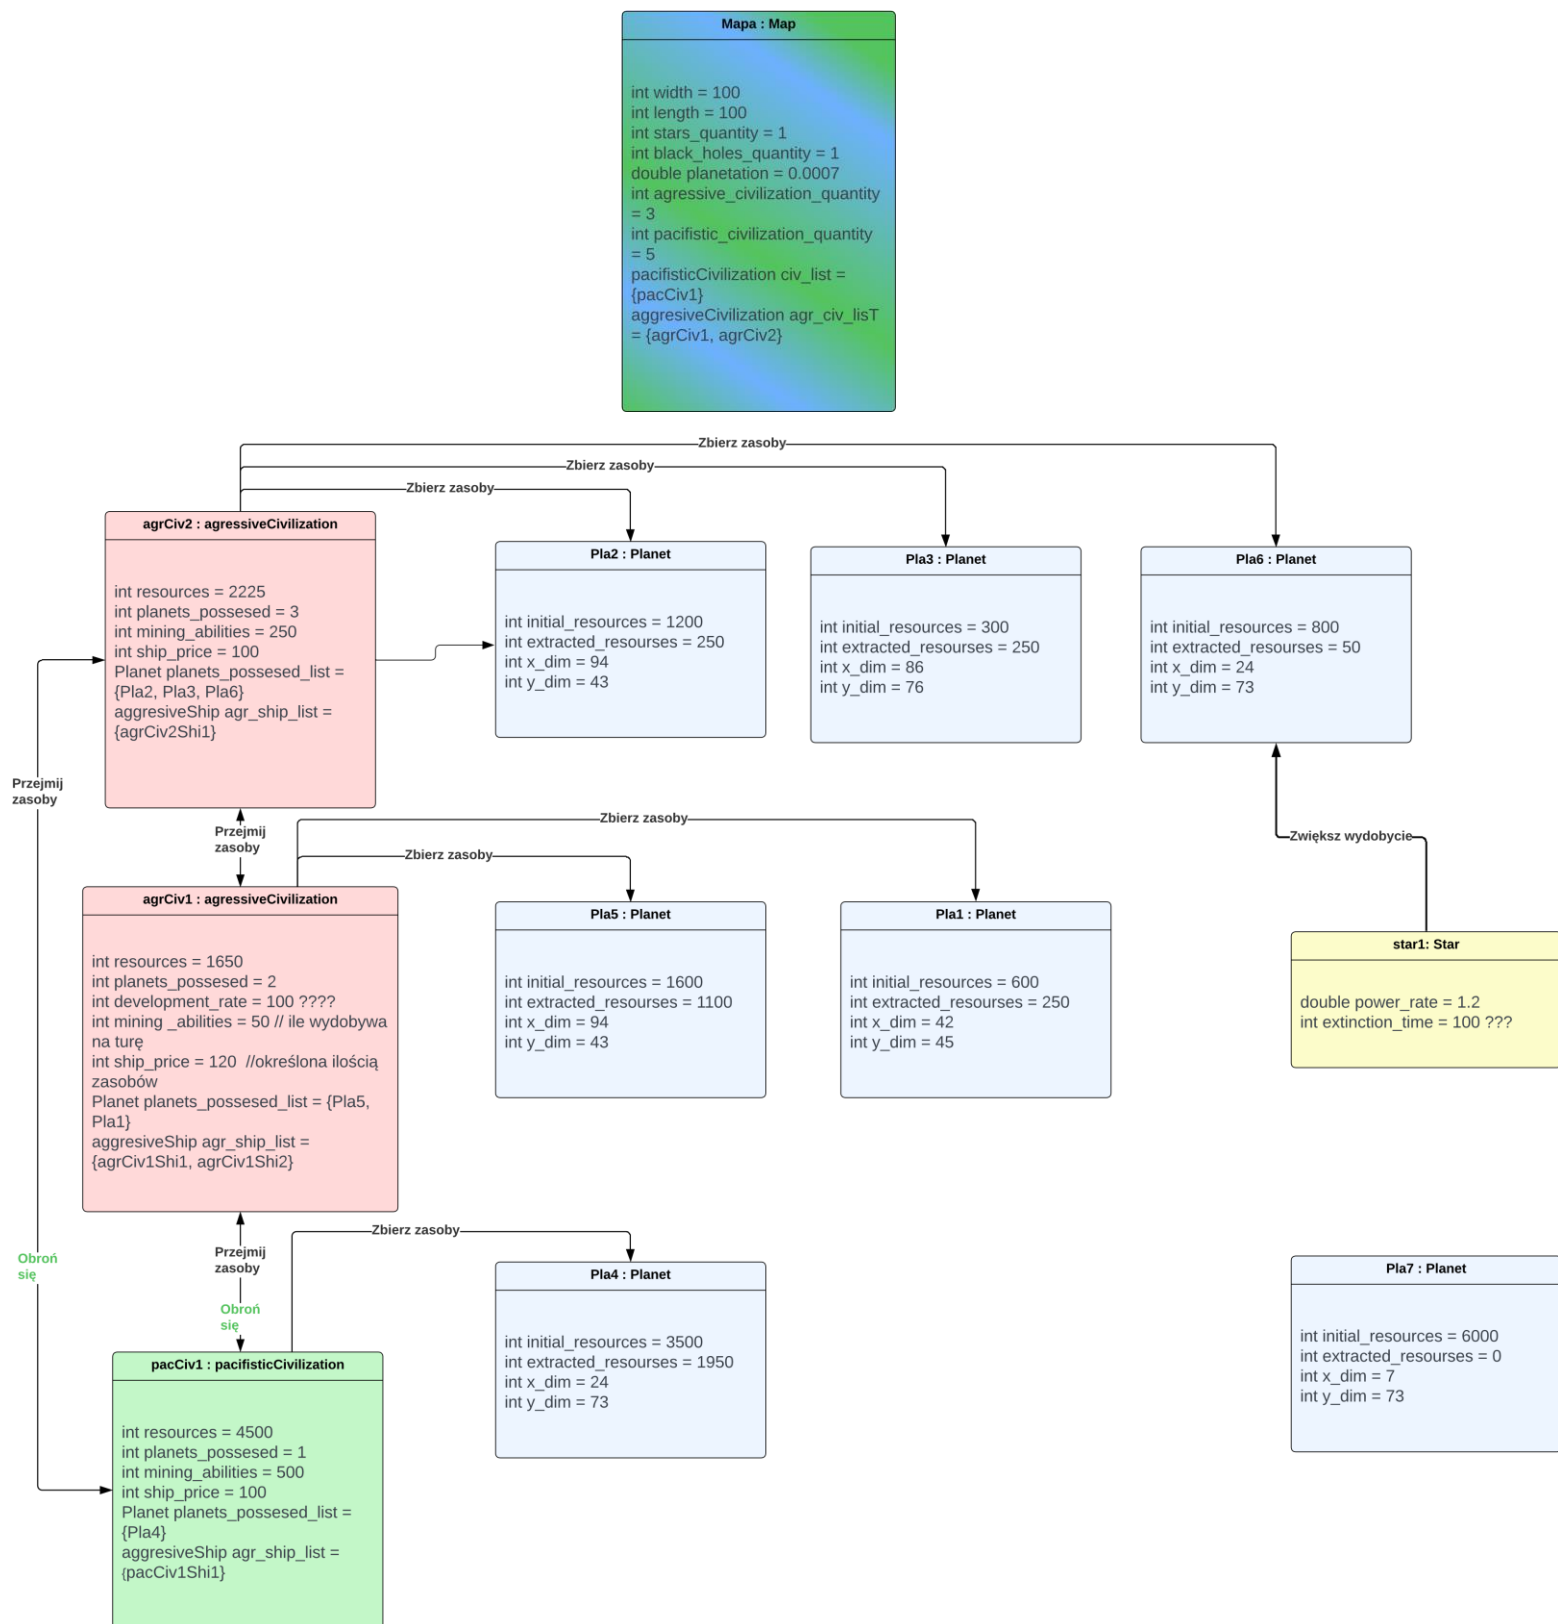 Mapa : Map
int width = 100
int length = 100
int stars_quantity = 1
int black_holes_quantity = 1
double planetation = 0.0007
int agressive_civilization_quantity
= 3
int pacifistic_civilization_quantity
= 5
pacifisticCivilization civ_list =
{pacCiv1}
aggresiveCivilization agr_civ_lisT
= {agrCiv1, agrCiv2}
Zbierz zasoby
Zbierz zasoby
Zbierz zasoby
agrCiv2 : agressiveCivilization
int resources = 2225
int planets_possesed = 3
int mining_abilities = 250
int ship_price = 100
Planet planets_possesed_list =
{Pla2, Pla3, Pla6}
aggresiveShip agr_ship_list =
{agrCiv2Shi1}
Pla2 : Planet
int initial_resources = 1200
int extracted_resourses = 250
int x_dim = 94
int y_dim = 43
Pla3 : Planet
int initial_resources = 300
int extracted_resourses = 250
int x_dim = 86
int y_dim = 76
Pla6 : Planet
int initial_resources = 800
int extracted_resourses = 50
int x_dim = 24
int y_dim = 73
Przejmij
zasoby
Przejmij
zasoby
Zbierz zasoby
Zbierz zasoby
Zwiększ wydobycie
agrCiv1 : agressiveCivilization
int resources = 1650
int planets_possesed = 2
int development_rate = 100 ????
int mining _abilities = 50 // ile wydobywa
na turę
int ship_price = 120  //określona ilością
zasobów
Planet planets_possesed_list = {Pla5,
Pla1}
aggresiveShip agr_ship_list =
{agrCiv1Shi1, agrCiv1Shi2}
Pla5 : Planet
int initial_resources = 1600
int extracted_resourses = 1100
int x_dim = 94
int y_dim = 43
Pla1 : Planet
int initial_resources = 600
int extracted_resourses = 250
int x_dim = 42
int y_dim = 45
star1: Star
double power_rate = 1.2
int extinction_time = 100 ???
Obroń
się
Przejmij
zasoby
Obroń
się
Zbierz zasoby
Pla4 : Planet
int initial_resources = 3500
int extracted_resourses = 1950
int x_dim = 24
int y_dim = 73
Pla7 : Planet
int initial_resources = 6000
int extracted_resourses = 0
int x_dim = 7
int y_dim = 73
pacCiv1 : pacifisticCivilization
int resources = 4500
int planets_possesed = 1
int mining_abilities = 500
int ship_price = 100
Planet planets_possesed_list =
{Pla4}
aggresiveShip agr_ship_list =
{pacCiv1Shi1}